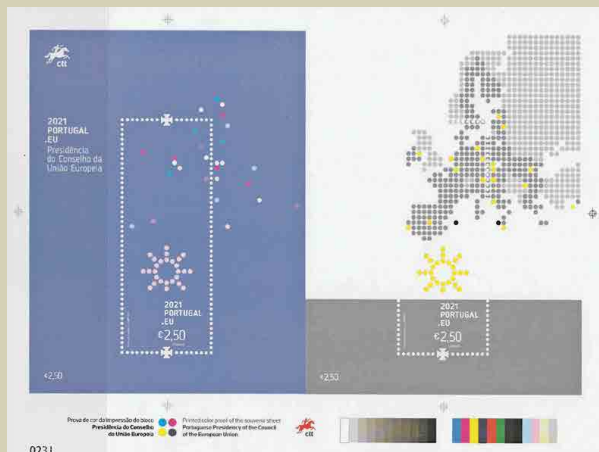 ctt
2021
PORTUGAL
.EU
Presidência
do Conselho da
União Europeia
2021
PORTUGAL
.EU
€2,50
€2,50
2021
PORTUGAL
.EU
€2,50
€2,50
Prova de cor da impressão do bloco
Presidência do Conselho
da União Europeia
Printed color proof of the souvenir sheet
Portuguese Presidency of the Council
of the European Union
ctt
0231